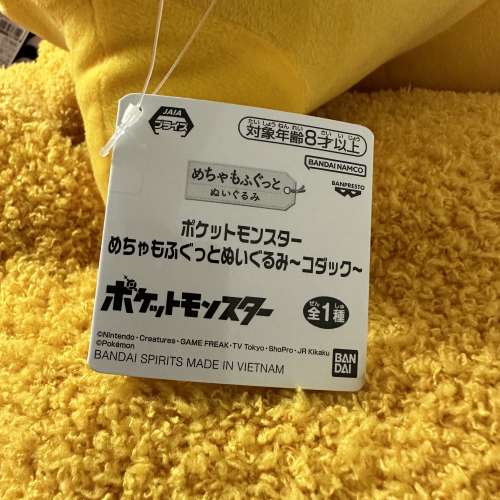 JAIA
プライズ
たい しょう ねん れい さい い じょう
対象年齢8才以上
BANDAI NAMCO
BANPRESTO
めちゃもふぐっと
ぬいぐるみ
ポケットモンスター
めちゃもふぐっとぬいぐるみ〜コダック〜
ポケットモンスター
ぜん しゅ
全1種
©Nintendo・Creatures・GAME FREAK・TV Tokyo・ShoPro・JR Kikaku
©Pokémon
BANDAI SPIRITS MADE IN VIETNAM
BAN
DAI